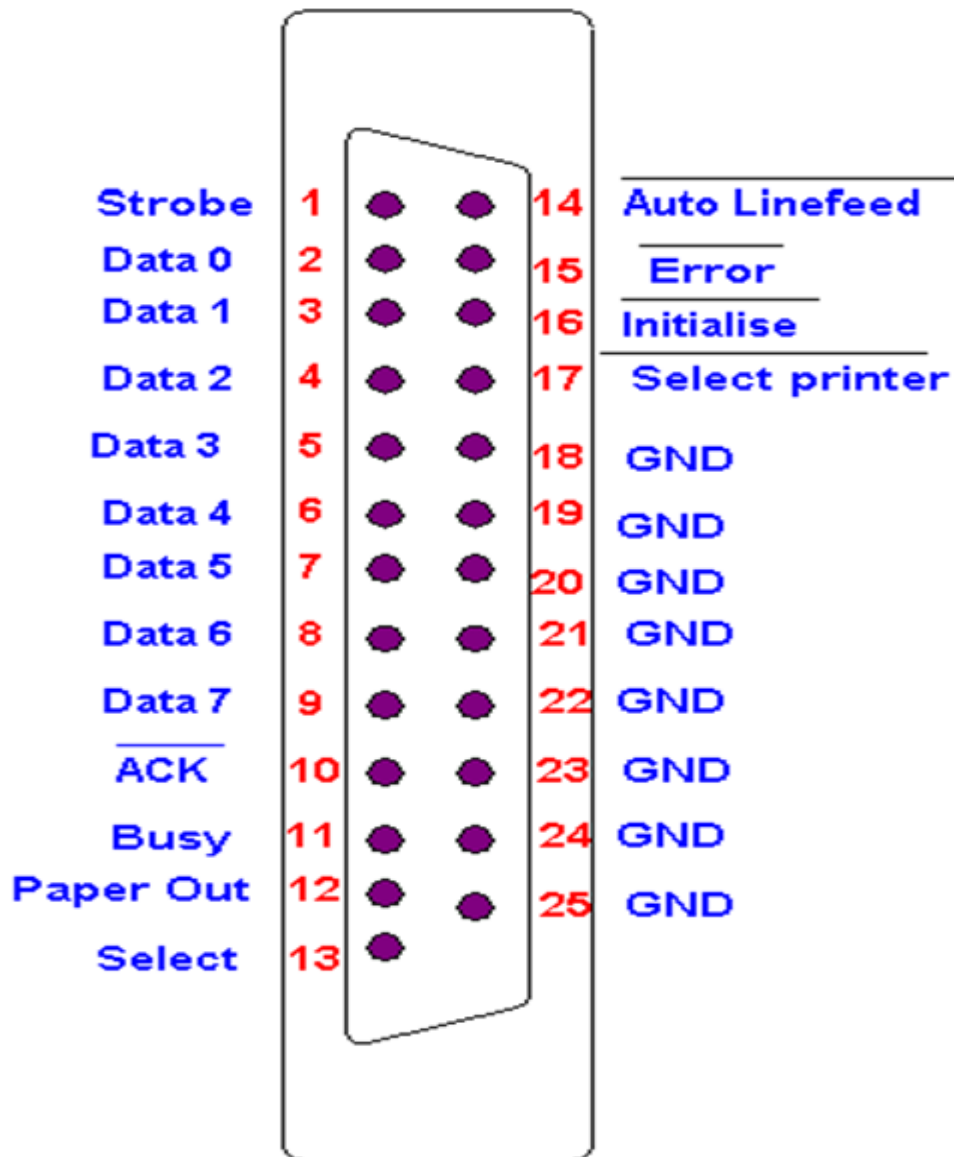 Strobe 1 14 Auto Linefeed
Data 0 2 15 Error
Data 1 3 16 Initialise
Data 2 4 17 Select printer
Data 3 5 18 GND
Data 4 6 19 GND
Data 5 7 20 GND
Data 6 8 21 GND
Data 7 9 22 GND
ACK 10 23 GND
Busy 11 24 GND
Paper Out 12 25 GND
Select 13